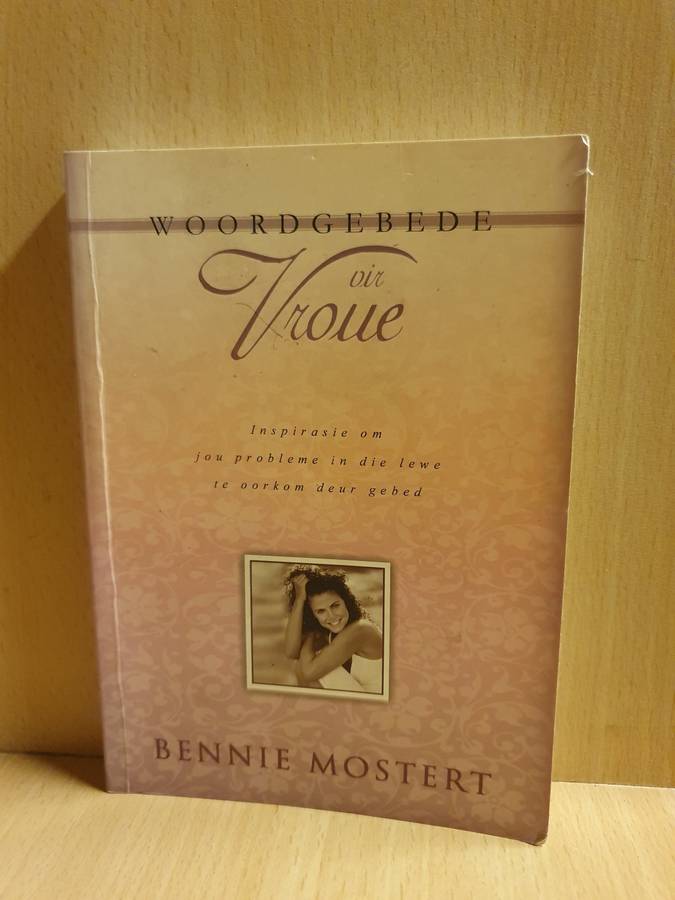 WOORDGEBEDE
vir
Vroue
Inspirasie om
jou probleme in die lewe
te oorkom deur gebed
BENNIE MOSTERT